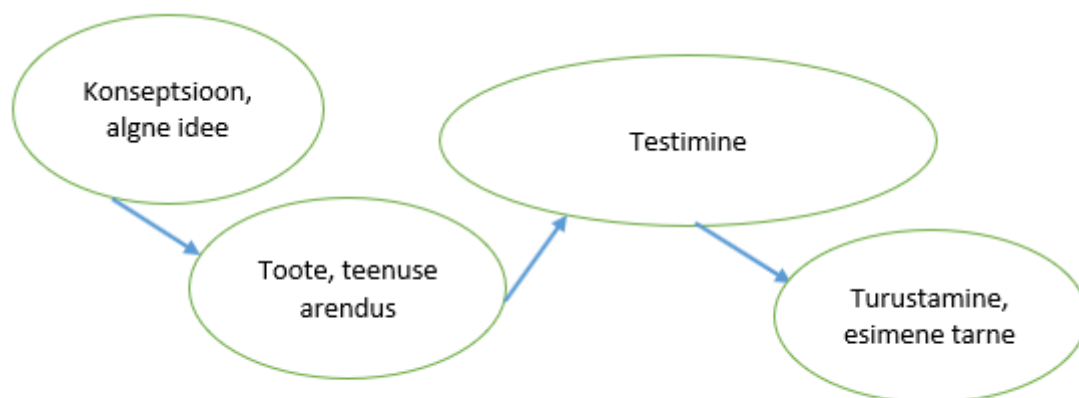 Konseptsioon,
algne idee
Toote, teenuse
arendus
Testimine
Turustamine,
esimene tarne